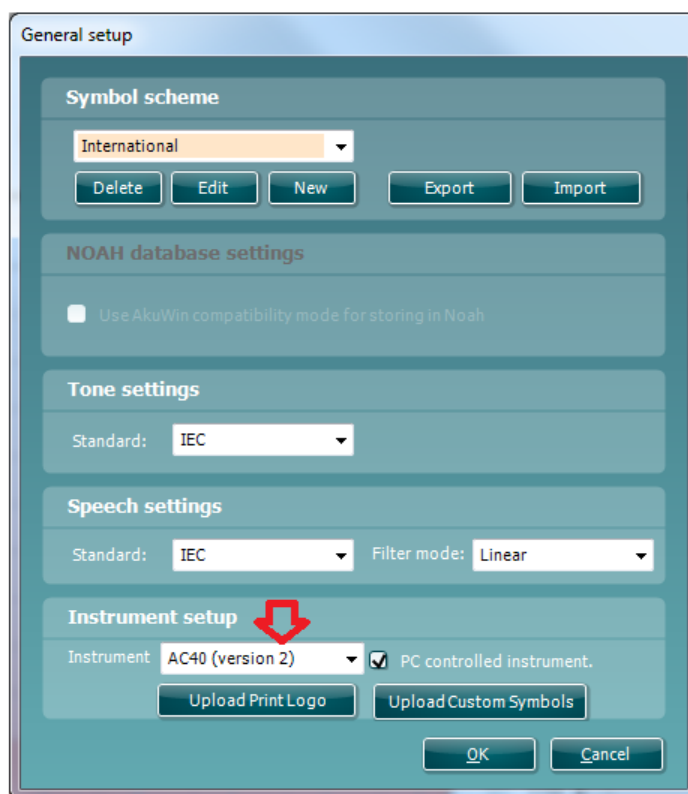 General setup
Symbol scheme
International
Delete Edit New Export Import
NOAH database settings
Use AkuWin compatibility mode for storing in Noah
Tone settings
Standard: IEC
Speech settings
Standard: IEC Filter mode: Linear
Instrument setup
Instrument AC40 (version 2) PC controlled instrument.
Upload Print Logo Upload Custom Symbols
OK Cancel